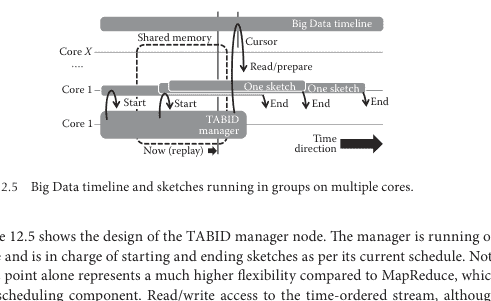 Big Data timeline
Shared memory
Cursor
Core X
....
Read/prepare
Core 1
One sketch
One sketch
Start
Start
End
End
End
Core 1
TABID
manager
Time
direction
Now (replay)
2.5 Big Data timeline and sketches running in groups on multiple cores.
e 12.5 shows the design of the TABID manager node. The manager is running o
e and is in charge of starting and ending sketches as per its current schedule. Not
point alone represents a much higher flexibility compared to MapReduce, whic
scheduling component. Read/write access to the time-ordered stream, althoug